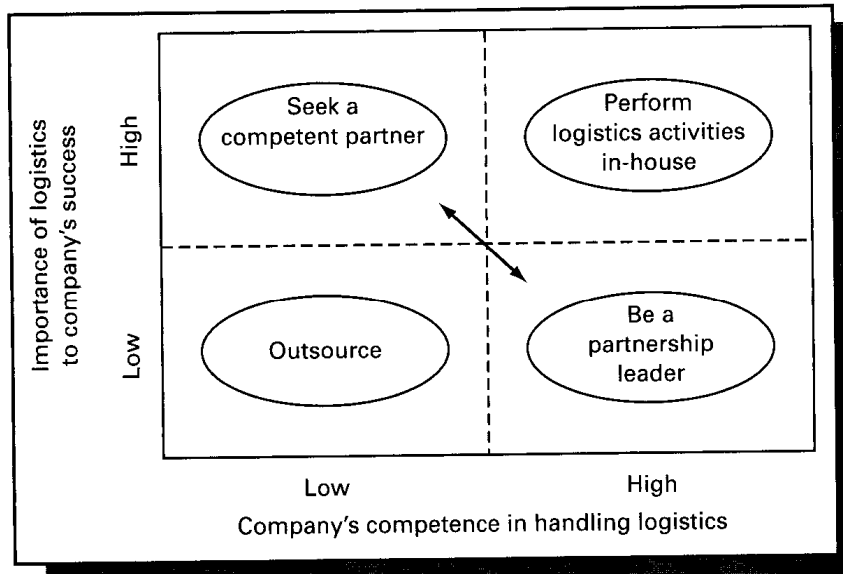 Importance of logistics
to company's success
High
Low
Seek a
competent partner
Perform
logistics activities
in-house
Outsource
Be a
partnership
leader
Low
High
Company's competence in handling logistics